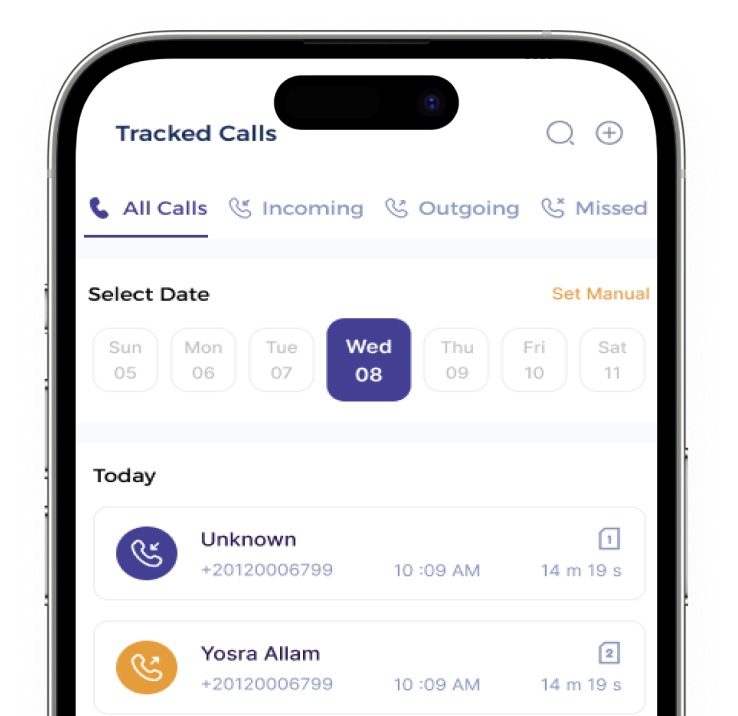 Tracked Calls
All Calls Incoming Outgoing Missed
Select Date Set Manual
Sun Mon Tue Wed Thu Fri Sat
05 06 07 08 09 10 11
Today
Unknown 1
+20120006799 10 :09 AM 14 m 19 s
Yosra Allam 2
+20120006799 10 :09 AM 14 m 19 s